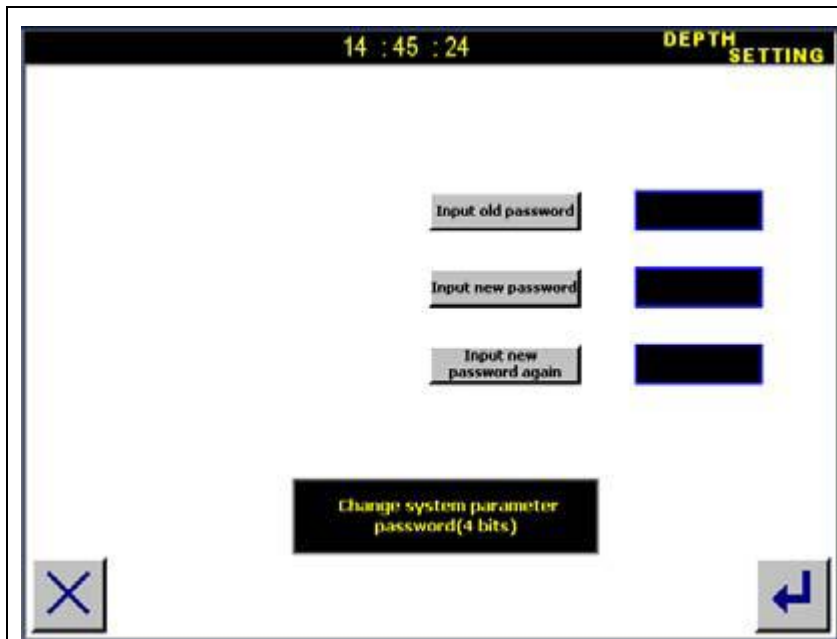 14 : 45 : 24
DEPTH
SETTING
Input old password
Input new password
Input new
password again
Change system parameter
password(4 bits)